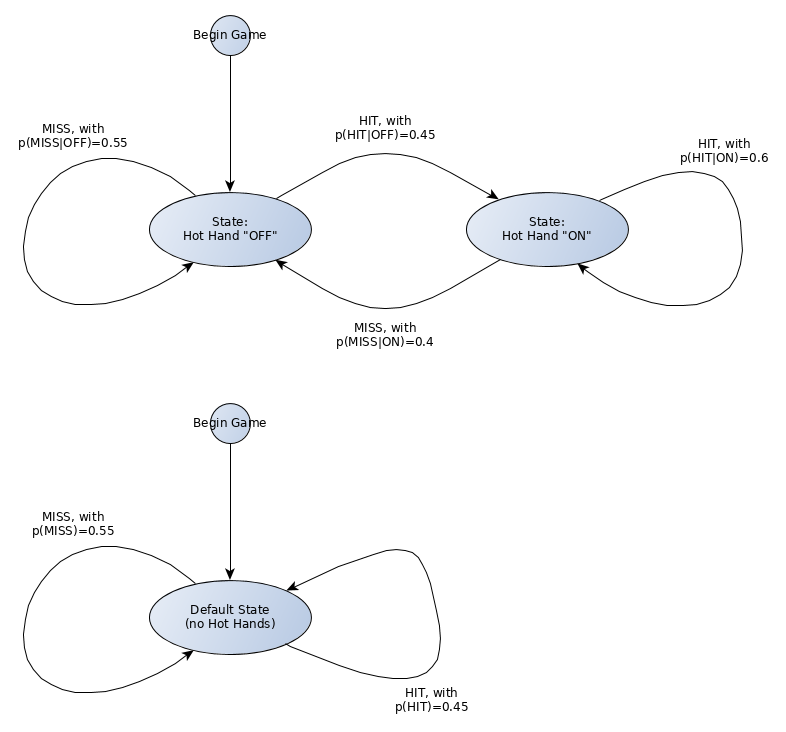 Begin Game
MISS, with
p(MISS|OFF)=0.55
HIT, with
p(HIT|OFF)=0.45
HIT, with
p(HIT|ON)=0.6
State:
Hot Hand "OFF"
State:
Hot Hand "ON"
MISS, with
p(MISS|ON)=0.4
Begin Game
MISS, with
p(MISS)=0.55
Default State
(no Hot Hands)
HIT, with
p(HIT)=0.45